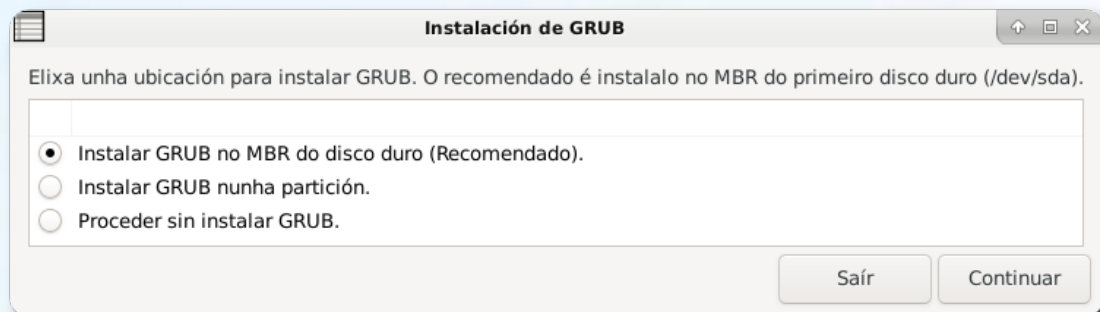 Instalación de GRUB
Elixa unha ubicación para instalar GRUB. O recomendado é instalalo no MBR do primeiro disco duro (/dev/sda).
Instalar GRUB no MBR do disco duro (Recomendado).
Instalar GRUB nunha partición.
Proceder sin instalar GRUB.
Saír
Continuar